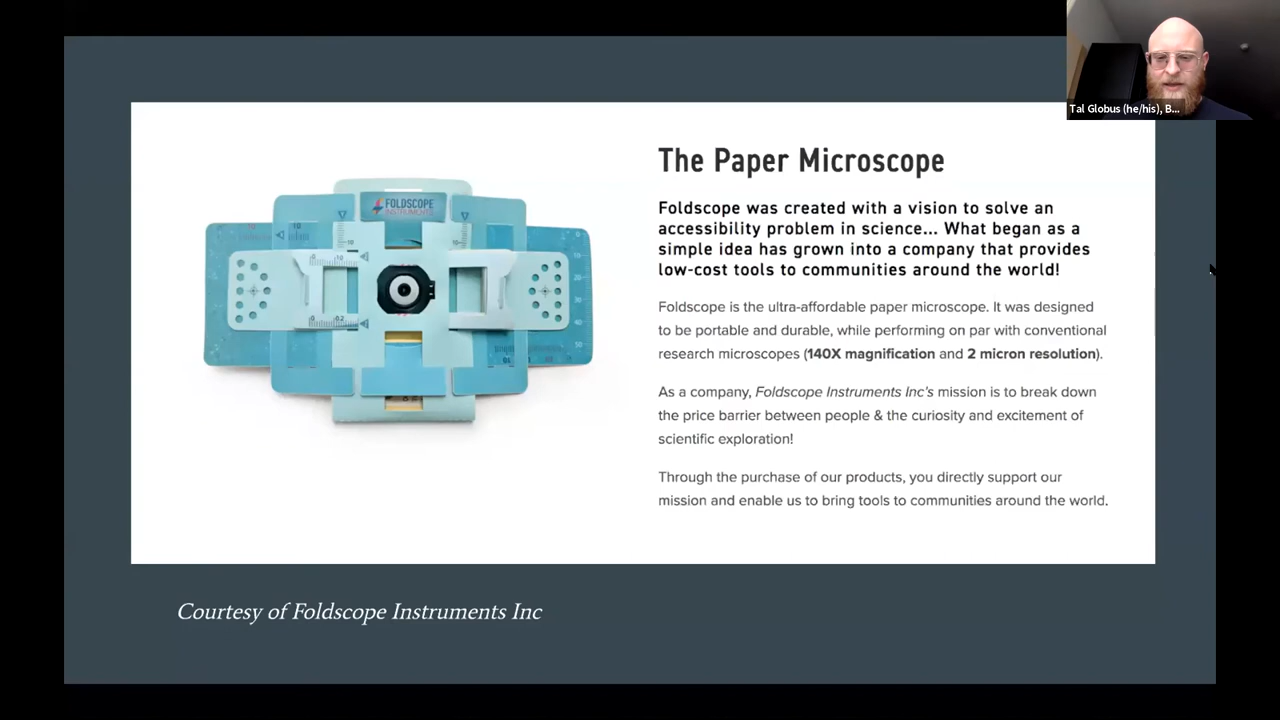 Tal Globus (he/his), B...
The Paper Microscope
Foldscope was created with a vision to solve an
accessibility problem in science... What began as a
simple idea has grown into a company that provides
low-cost tools to communities around the world!
Foldscope is the ultra-affordable paper microscope. It was designed
to be portable and durable, while performing on par with conventional
research microscopes (140X magnification and 2 micron resolution).
As a company, Foldscope Instruments Inc's mission is to break down
the price barrier between people & the curiosity and excitement of
scientific exploration!
Through the purchase of our products, you directly support our
mission and enable us to bring tools to communities around the world.
FOLDSCOPE
INSTRUMENTS
Courtesy of Foldscope Instruments Inc